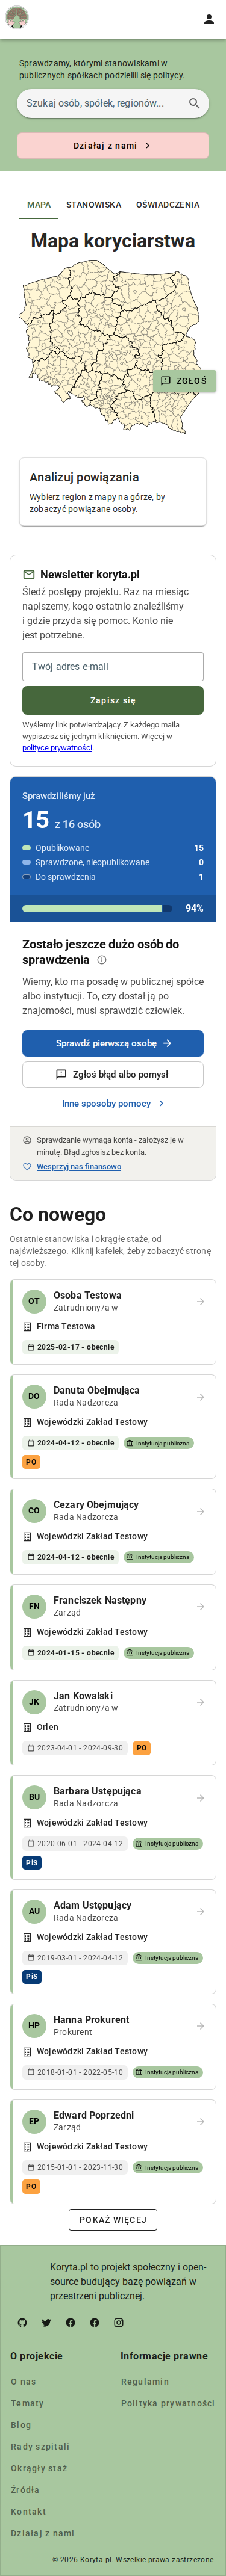 Sprawdzamy, którymi stanowiskami w
publicznych spółkach podzielili się politycy.
Szukaj osób, spółek, regionów...
Działaj z nami
MAPA
STANOWISKA
OŚWIADCZENIA
Mapa koryciarstwa
ZGŁOŚ
Analizuj powiązania
Wybierz region z mapy na górze, by
zobaczyć powiązane osoby.
Newsletter koryta.pl
Śledź postępy projektu. Raz na miesiąc
napiszemy, kogo ostatnio znaleźliśmy
i gdzie przyda się pomoc. Konto nie
jest potrzebne.
Twój adres e-mail
Zapisz się
Wyślemy link potwierdzający. Z każdego maila
wypiszesz się jednym kliknięciem. Więcej w
polityce prywatności.
Sprawdziliśmy już
15 z 16 osób
Opublikowane 15
Sprawdzone, nieopublikowane 0
Do sprawdzenia 1
94%
Zostało jeszcze dużo osób do
sprawdzenia
Wiemy, kto ma posadę w publicznej spółce
albo instytucji. To, czy dostał ją po
znajomości, musi sprawdzić człowiek.
Sprawdź pierwszą osobę
Zgłoś błąd albo pomysł
Inne sposoby pomocy
Sprawdzanie wymaga konta - założysz je w
minutę. Błąd zgłosisz bez konta.
Wesprzyj nas finansowo
Co nowego
Ostatnie stanowiska i okrągłe staże, od
najświeższego. Kliknij kafelek, żeby zobaczyć stronę
tej osoby.
OT
Osoba Testowa
Zatrudniony/a w
Firma Testowa
2025-02-17 - obecnie
DO
Danuta Obejmująca
Rada Nadzorcza
Wojewódzki Zakład Testowy
2024-04-12 - obecnie
Instytucja publiczna
PO
CO
Cezary Obejmujący
Rada Nadzorcza
Wojewódzki Zakład Testowy
2024-04-12 - obecnie
Instytucja publiczna
FN
Franciszek Następny
Zarząd
Wojewódzki Zakład Testowy
2024-01-15 - obecnie
Instytucja publiczna
JK
Jan Kowalski
Zatrudniony/a w
Orlen
2023-04-01 - 2024-09-30
PO
BU
Barbara Ustępująca
Rada Nadzorcza
Wojewódzki Zakład Testowy
2020-06-01 - 2024-04-12
Instytucja publiczna
PiS
AU
Adam Ustępujący
Rada Nadzorcza
Wojewódzki Zakład Testowy
2019-03-01 - 2024-04-12
Instytucja publiczna
PiS
HP
Hanna Prokurent
Prokurent
Wojewódzki Zakład Testowy
2018-01-01 - 2022-05-10
Instytucja publiczna
EP
Edward Poprzedni
Zarząd
Wojewódzki Zakład Testowy
2015-01-01 - 2023-11-30
Instytucja publiczna
PO
POKAŻ WIĘCEJ
Koryta.pl to projekt społeczny i open-
source budujący bazę powiązań w
przestrzeni publicznej.
O projekcie
O nas
Tematy
Blog
Rady szpitali
Okrągły staż
Źródła
Kontakt
Działaj z nami
Informacje prawne
Regulamin
Polityka prywatności
© 2026 Koryta.pl. Wszelkie prawa zastrzeżone.